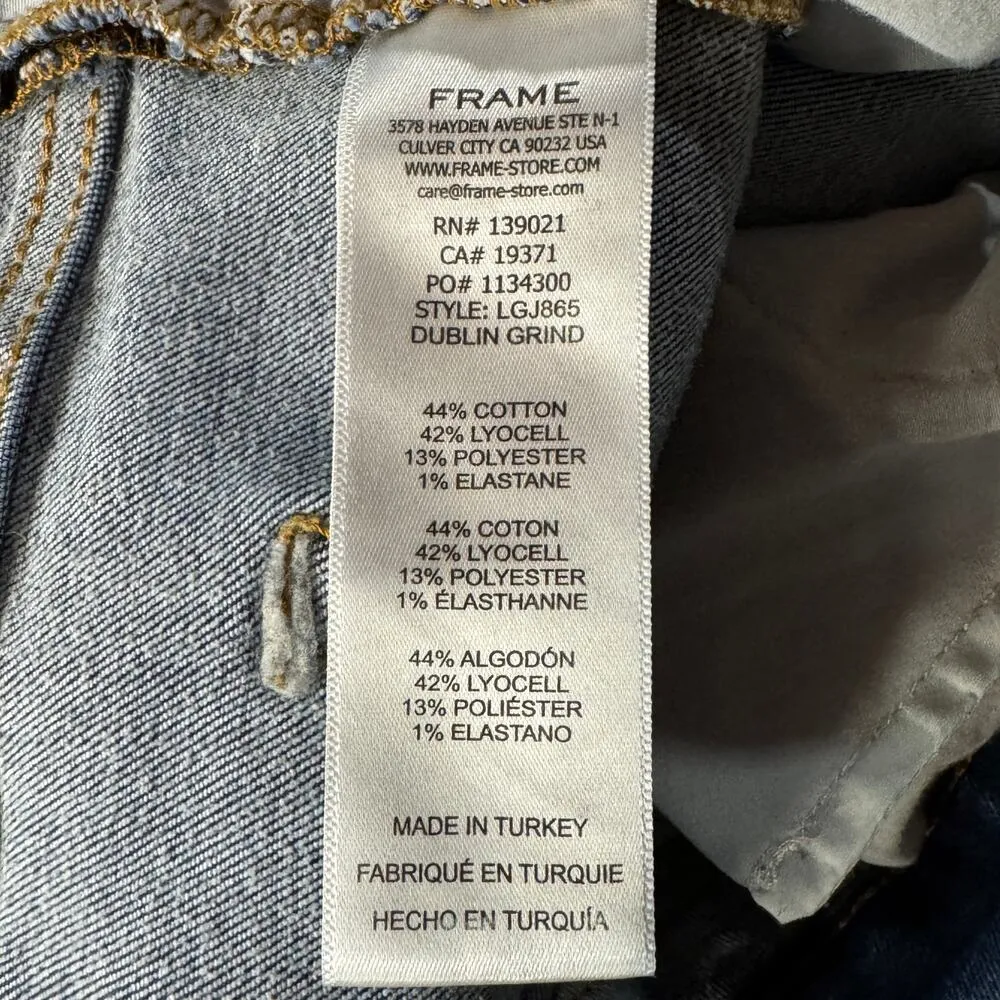 FRAME
3578 HAYDEN AVENUE STE N-1
CULVER CITY CA 90232 USA
WWW.FRAME-STORE.COM
care@frame-store.com
RN# 139021
CA# 19371
PO# 1134300
STYLE: LGJ865
DUBLIN GRIND
44% COTTON
42% LYOCELL
13% POLYESTER
1% ELASTANE
44% COTON
42% LYOCELL
13% POLYESTER
1% ÉLASTHANNE
44% ALGODÓN
42% LYOCELL
13% POLIÉSTER
1% ELASTANO
MADE IN TURKEY
FABRIQUÉ EN TURQUIE
HECHO EN TURQUÍA